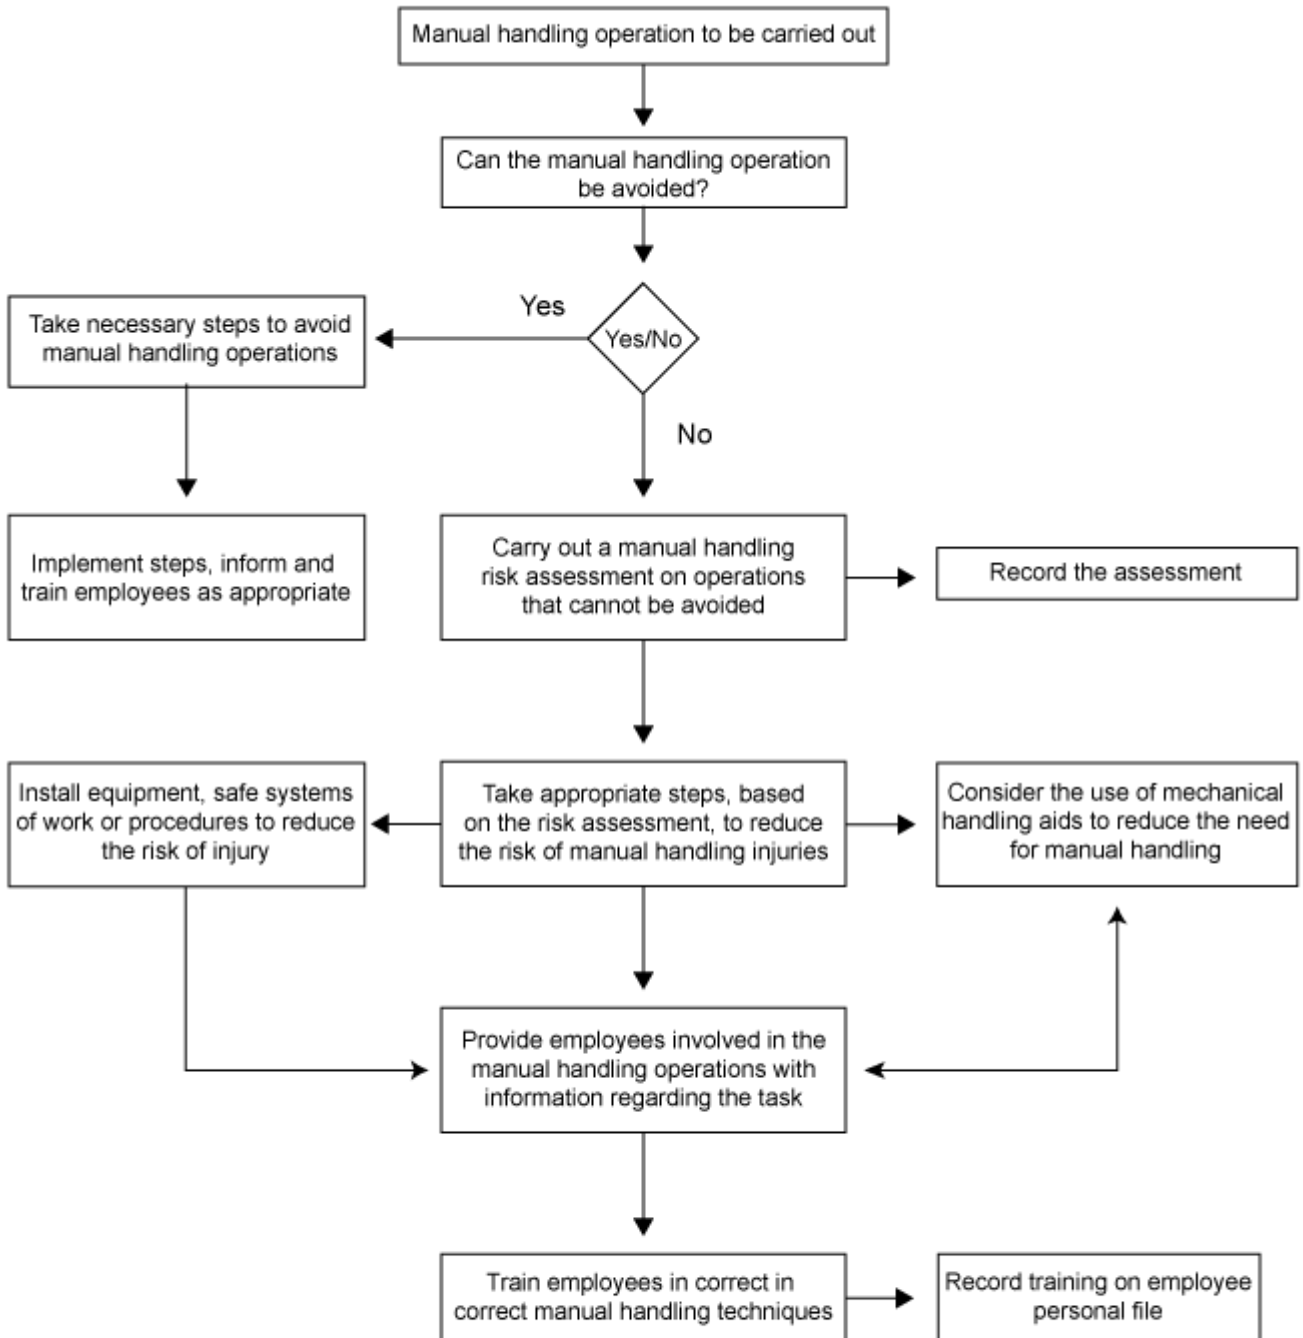 Manual handling operation to be carried out
Can the manual handling operation
be avoided?
Yes
Yes/No
Take necessary steps to avoid
manual handling operations
No
Implement steps, inform and
train employees as appropriate
Carry out a manual handling
risk assessment on operations
that cannot be avoided
Record the assessment
Install equipment, safe systems
of work or procedures to reduce
the risk of injury
Take appropriate steps, based
on the risk assessment, to reduce
the risk of manual handling injuries
Consider the use of mechanical
handling aids to reduce the need
for manual handling
Provide employees involved in the
manual handling operations with
information regarding the task
Train employees in correct in
correct manual handling techniques
Record training on employee
personal file